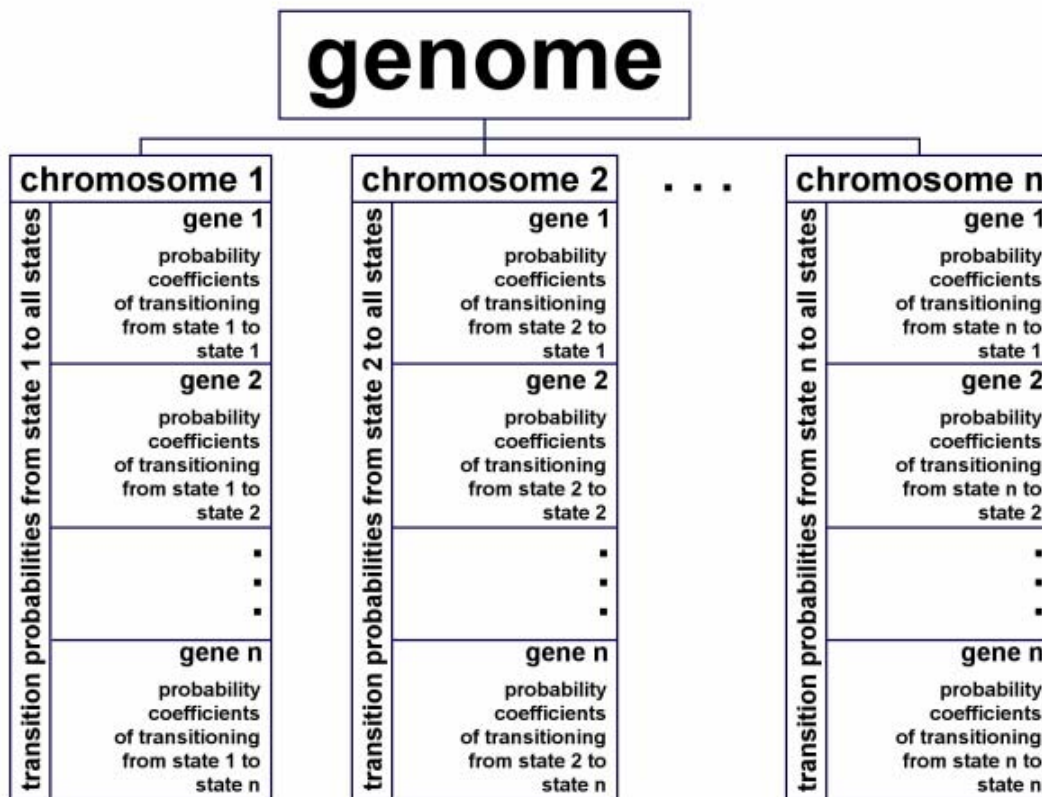 genome
chromosome 1
transition probabilities from state 1 to all states
gene 1
probability
coefficients
of transitioning
from state 1 to
state 1
gene 2
probability
coefficients
of transitioning
from state 1 to
state 2
.
.
.
gene n
probability
coefficients
of transitioning
from state 1 to
state n
chromosome 2
transition probabilities from state 2 to all states
gene 1
probability
coefficients
of transitioning
from state 2 to
state 1
gene 2
probability
coefficients
of transitioning
from state 2 to
state 2
.
.
.
gene n
probability
coefficients
of transitioning
from state 2 to
state n
. . .
chromosome n
transition probabilities from state n to all states
gene 1
probability
coefficients
of transitioning
from state n to
state 1
gene 2
probability
coefficients
of transitioning
from state n to
state 2
.
.
.
gene n
probability
coefficients
of transitioning
from state n to
state n